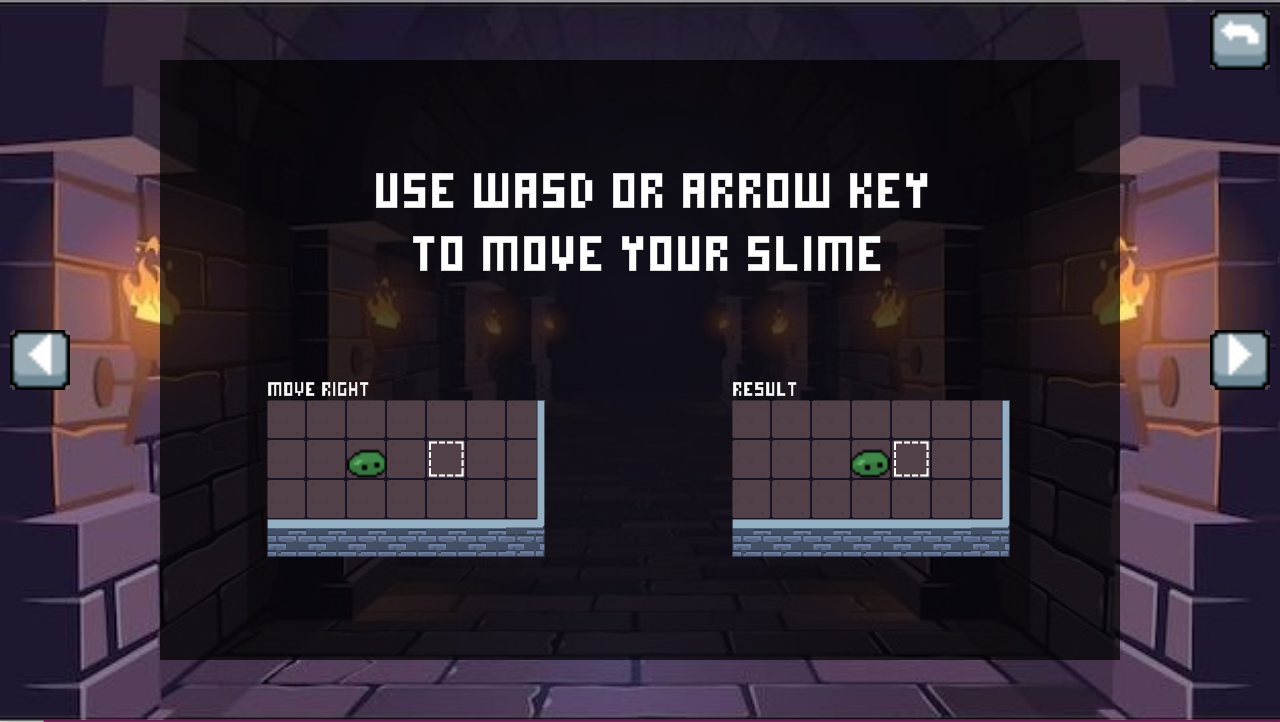 USE WASD OR ARROW KEY
TO MOVE YOUR SLIME
MOVE RIGHT
RESULT